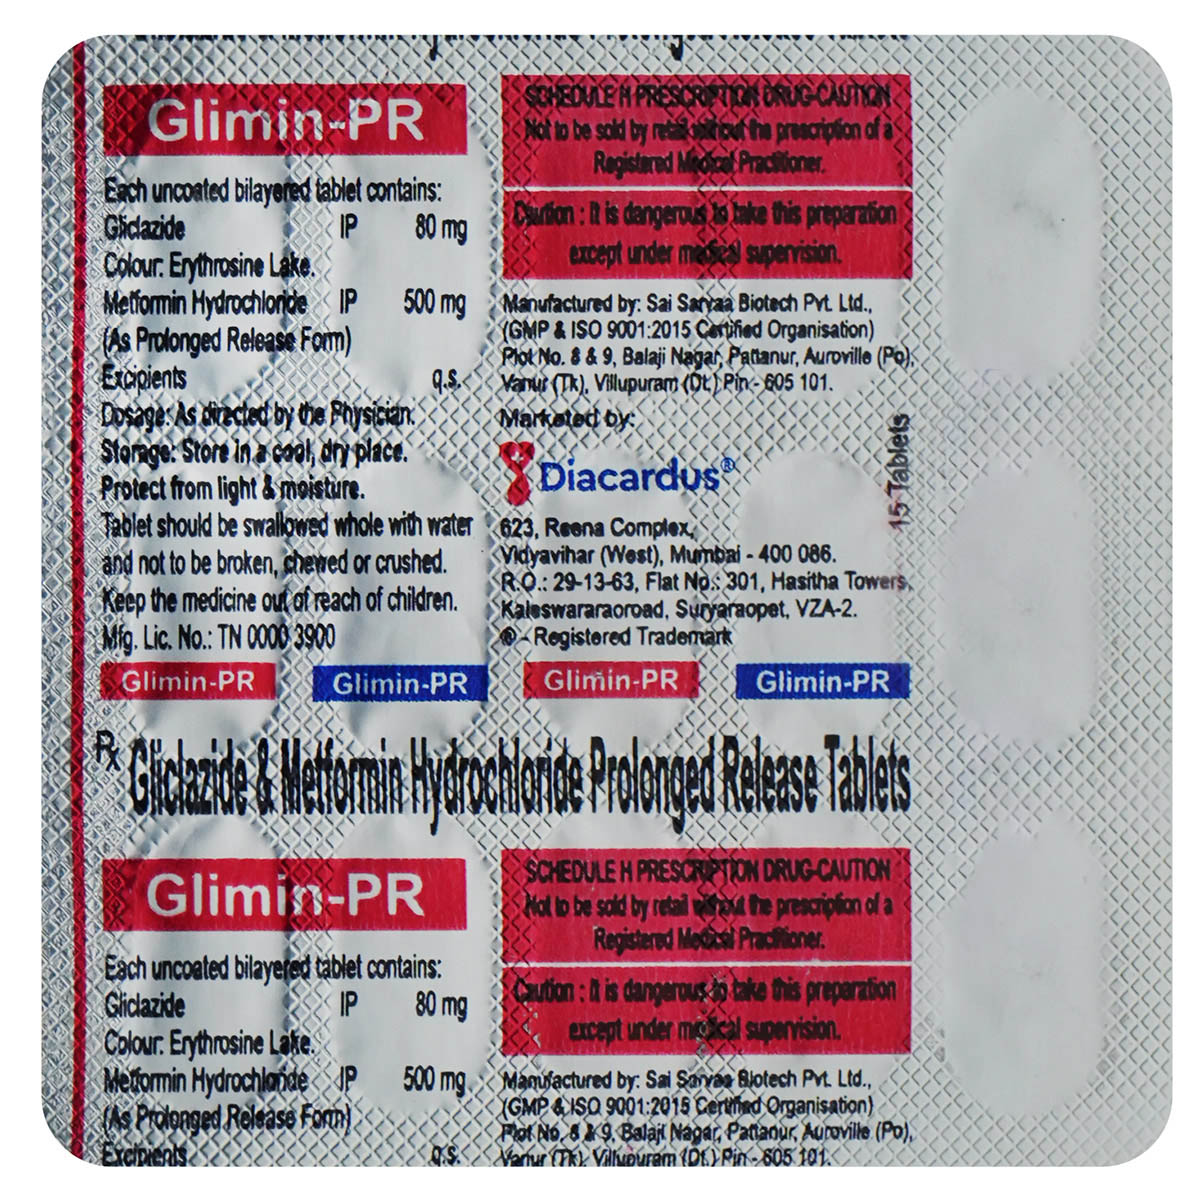 Glimin-PR
Each uncoated bilayered tablet contains:
Gliclazide IP 80 mg
Colour: Erythrosine Lake.
Metformin Hydrochloride IP 500 mg
(As Prolonged Release Form)
Excipients q.s.
Dosage: As directed by the Physician.
Storage: Store in a cool, dry place.
Protect from light & moisture.
Tablet should be swallowed whole with water
and not to be broken, chewed or crushed.
Keep the medicine out of reach of children.
Mfg. Lic. No.: TN 0000 3900
SCHEDULE H PRESCRIPTION DRUG-CAUTION
Not to be sold by retail without the prescription of a
Registered Medical Practitioner.
Caution : It is dangerous to take this preparation
except under medical supervision.
Manufactured by: Sai Sarvaa Biotech Pvt. Ltd.,
(GMP & ISO 9001:2015 Certified Organisation)
Plot No. 8 & 9, Balaji Nagar, Pattanur, Auroville (Po),
Vanur (Tk), Villupuram (Dt.) Pin - 605 101.
Marketed by:
Diacardus®
623, Reena Complex,
Vidyavihar (West), Mumbai - 400 086.
R.O.: 29-13-63, Flat No.: 301, Hasitha Towers,
Kaleswararaoroad, Suryaraopet, VZA-2.
® - Registered Trademark
15 Tablets
Glimin-PR Glimin-PR Glimin-PR Glimin-PR
Rx Gliclazide & Metformin Hydrochloride Prolonged Release Tablets
Glimin-PR
Each uncoated bilayered tablet contains:
Gliclazide IP 80 mg
Colour: Erythrosine Lake.
Metformin Hydrochloride IP 500 mg
(As Prolonged Release Form)
Excipients q.s.
SCHEDULE H PRESCRIPTION DRUG-CAUTION
Not to be sold by retail without the prescription of a
Registered Medical Practitioner.
Caution : It is dangerous to take this preparation
except under medical supervision.
Manufactured by: Sai Sarvaa Biotech Pvt. Ltd.,
(GMP & ISO 9001:2015 Certified Organisation)
Plot No. 8 & 9, Balaji Nagar, Pattanur, Auroville (Po),
Vanur (Tk), Villupuram (Dt.) Pin - 605 101.